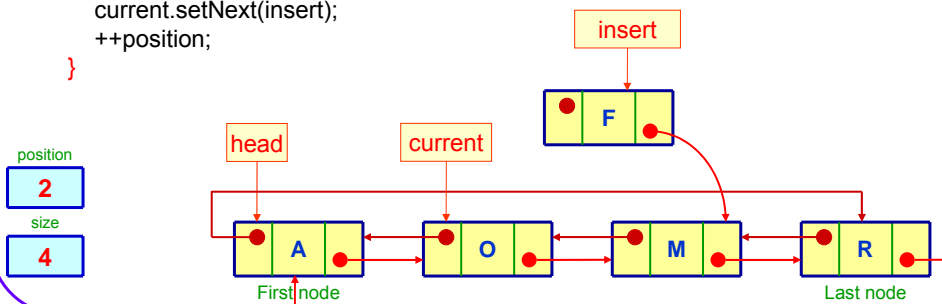 current.setNext(insert);
++position;
}
insert
F
head
current
position
2
size
4
A
O
M
R
First node
Last node